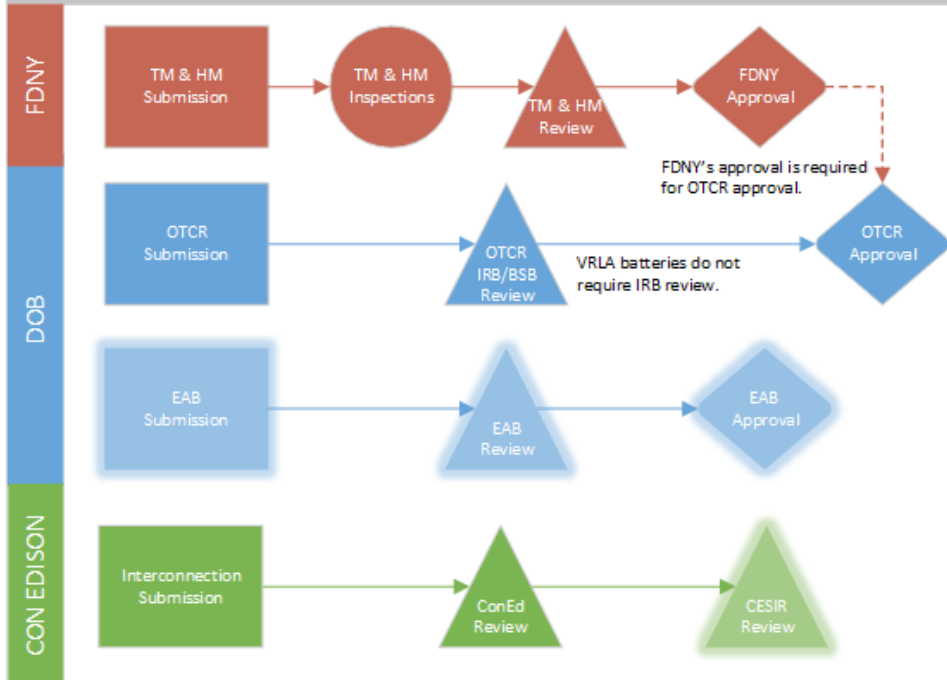 FDNY
TM & HM
Submission
TM & HM
Inspections
TM & HM
Review
FDNY
Approval
FDNY's approval is required
for OTCR approval.
DOB
OTCR
Submission
OTCR
IRB/BSB
Review
VRLA batteries do not
require IRB review.
OTCR
Approval
EAB
Submission
EAB
Review
EAB
Approval
CON EDISON
Interconnection
Submission
ConEd
Review
CESIR
Review